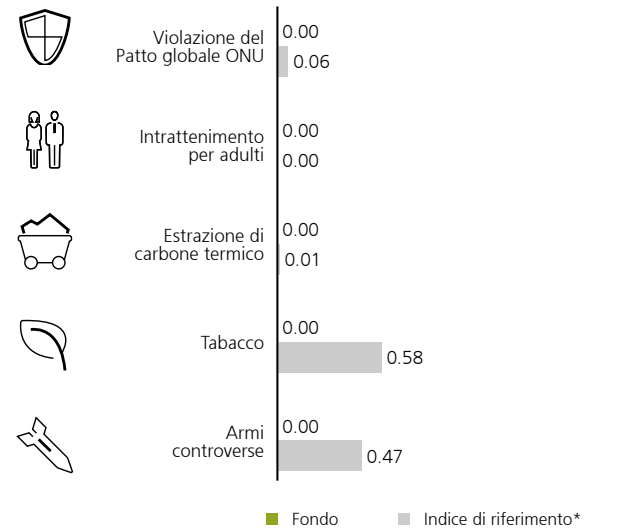 Violazione del
Patto globale ONU
0.00
0.06
Intrattenimento
per adulti
0.00
0.00
Estrazione di
carbone termico
0.00
0.01
Tabacco
0.00
0.58
Armi
controverse
0.00
0.47
Fondo
Indice di riferimento*